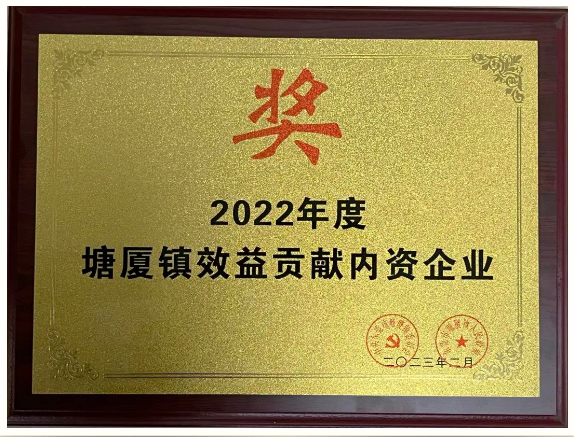 奖
2022年度
塘厦镇效益贡献内资企业
二〇二三年二月